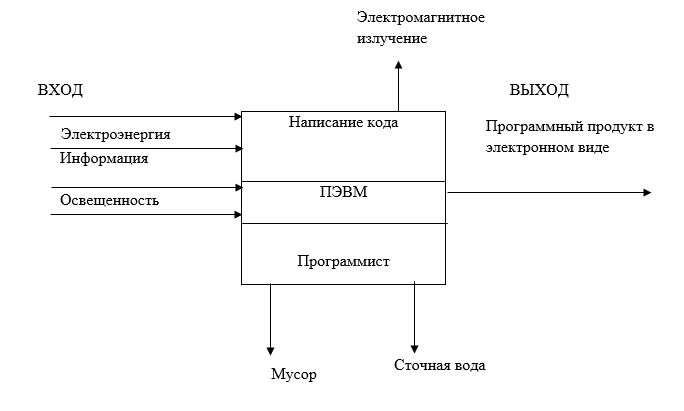 Электромагнитное
излучение
ВХОД
ВЫХОД
Электроэнергия
Информация
Освещенность
Написание кода
ПЭВМ
Программист
Программный продукт в
электронном виде
Мусор
Сточная вода